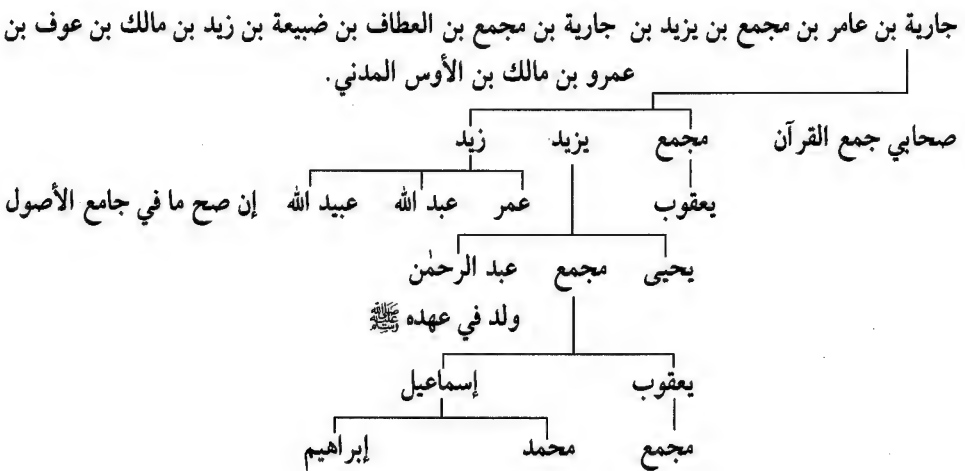 جارية بن عامر بن مجمع بن يزيد بن جارية بن مجمع بن العطاف بن ضبيعة بن زيد بن مالك بن عوف بن
عمرو بن مالك بن الأوس المدني.
صحابي جمع القرآن مجمع يزيد زيد
يعقوب عمر عبد الله عبيد الله إن صح ما في جامع الأصول
يحيى مجمع عبد الرحمٰن
ولد في عهده ﷺ
يعقوب إسماعيل
مجمع محمد إبراهيم